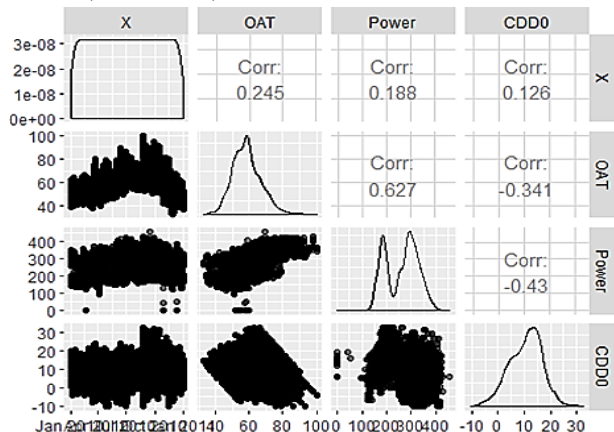 X OAT Power CDD0
3e-08
2e-08
1e-08
0e+00
Corr:
0.245
Corr:
0.188
Corr:
0.126
X
100
80
60
40
Corr:
0.627
Corr:
-0.341
OAT
400
300
200
100
0
Corr:
-0.43
Power
30
20
10
0
-10
CDD0
40 60 80 100 0 100 200 300 400 -10 0 10 20 30